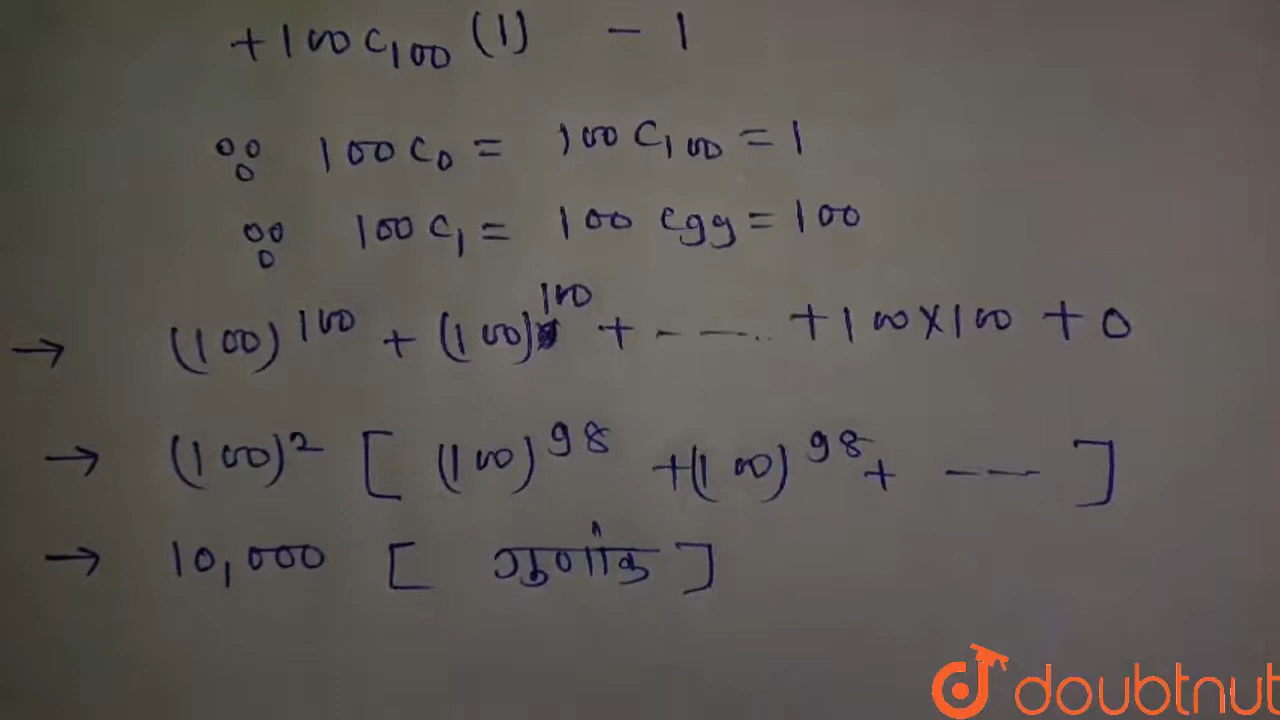 +100C₁₀₀ (1) - 1
∵ 100C₀ = 100C₁₀₀ = 1
∵ 100C₁ = 100C₉₉ = 100
→ (100)¹⁰⁰ + (100)¹⁰⁰ + ----.. + 100×100 + 0
→ (100)² [ (100)⁹⁸ + (100)⁹⁸ + ---- ]
→ 10,000 [ गुणांक ]
doubtnut